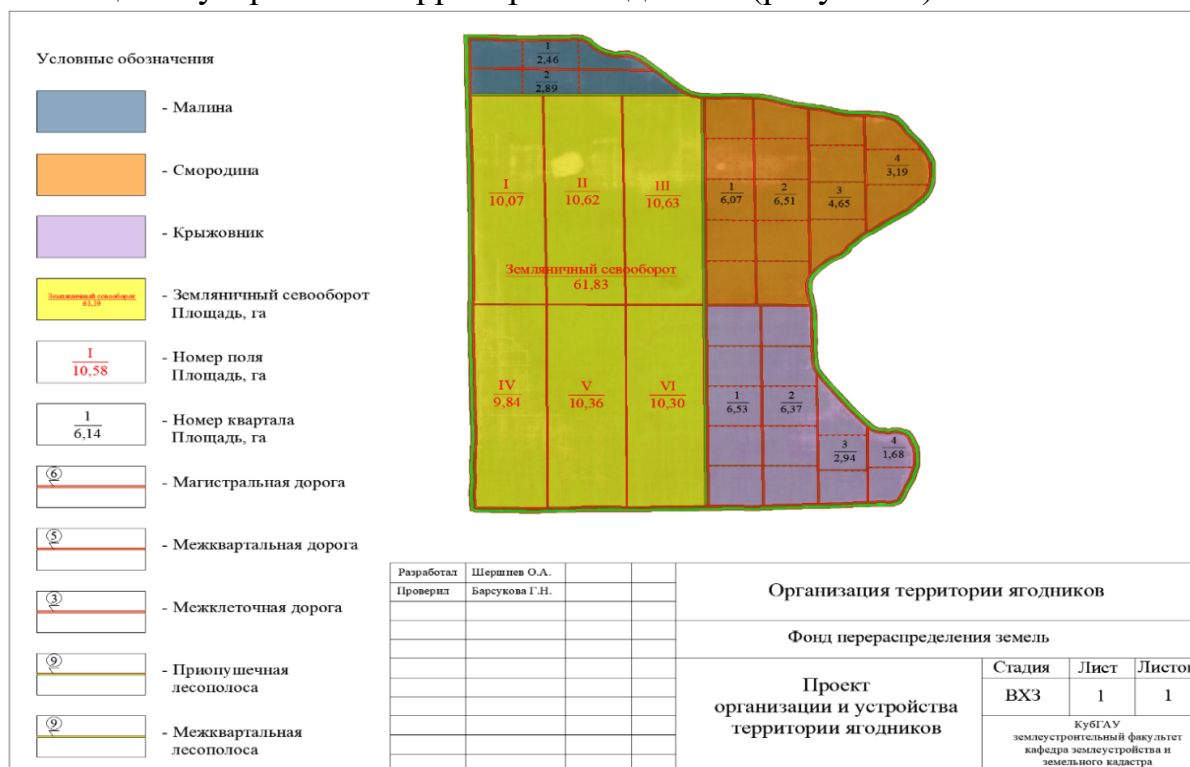 Условные обозначения
- Малина
- Смородина
- Крыжовник
Земляничный севооборот
63,19
- Земляничный севооборот
Площадь, га
I
10,58
- Номер поля
Площадь, га
1
6,14
- Номер квартала
Площадь, га
6
- Магистральная дорога
5
- Межквартальная дорога
3
- Межклеточная дорога
9
- Приопушечная
лесополоса
9
- Межквартальная
лесополоса
1
2,46
2
2,89
I
10,07
II
10,62
III
10,63
Земляничный севооборот
61,83
IV
9,84
V
10,36
VI
10,30
1
6,07
2
6,51
3
4,65
4
3,19
1
6,53
2
6,37
3
2,94
4
1,68
Разработал Шершнев О.А.
Проверил Барсукова Г.Н.
Организация территории ягодников
Фонд перераспределения земель
Проект
организации и устройства
территории ягодников
Стадия Лист Листов
ВХЗ 1 1
КубГАУ
землеустроительный факультет
кафедра землеустройства и
земельного кадастра